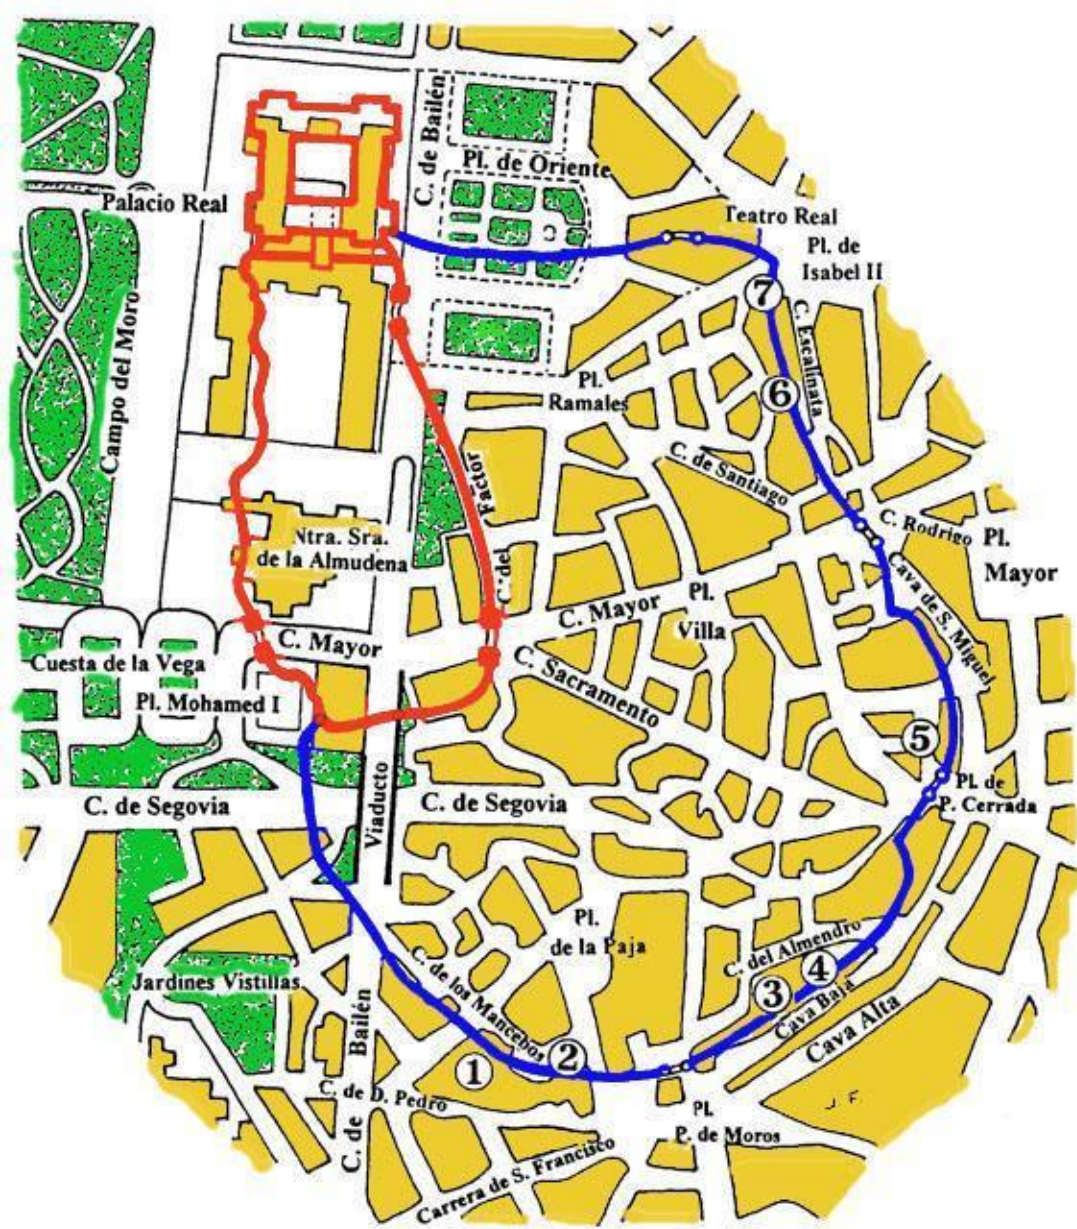 C. de Bailén
Pl. de Oriente
Palacio Real
Teatro Real
Pl. de
Isabel II
7
C. Escalinata
Campo del Moro
Pl.
Ramales
6
Factor
C. de Santiago
C. Rodrigo
Pl.
Mayor
Ntra. Sra.
de la Almudena
C. del
Cava de S. Miguel
C. Mayor
Pl.
Villa
C. Mayor
Cuesta de la Vega
C. Sacramento
Pl. Mohamed I
5
Pl. de
P. Cerrada
C. de Segovia
Viaducto
C. de Segovia
Pl.
de la Paja
C. del Almendro
4
C. de los Mancebos
Jardines Vistillas
3
Cava Baja
Cava Alta
Bailén
2
1
C. de D. Pedro
J. F.
Pl.
P. de Moros
C. de
Carrera de S. Francisco